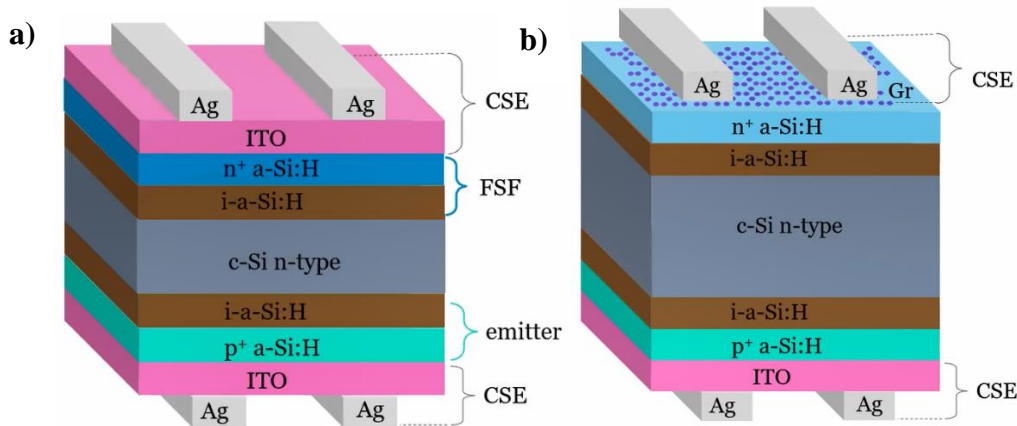 a)
Ag
Ag
CSE
ITO
n⁺ a-Si:H
i-a-Si:H
FSF
c-Si n-type
i-a-Si:H
emitter
p⁺ a-Si:H
ITO
CSE
Ag
Ag
b)
Ag
Ag
Gr
CSE
n⁺ a-Si:H
i-a-Si:H
c-Si n-type
i-a-Si:H
p⁺ a-Si:H
ITO
CSE
Ag
Ag